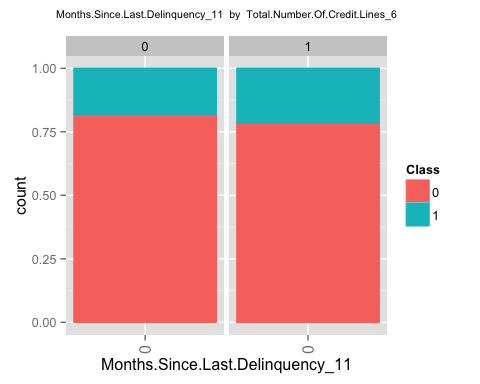 Months.Since.Last.Delinquency_11 by Total.Number.Of.Credit.Lines_6
0 1
1.00
0.75
0.50
0.25
0.00
count
0 0
Months.Since.Last.Delinquency_11
Class
0
1